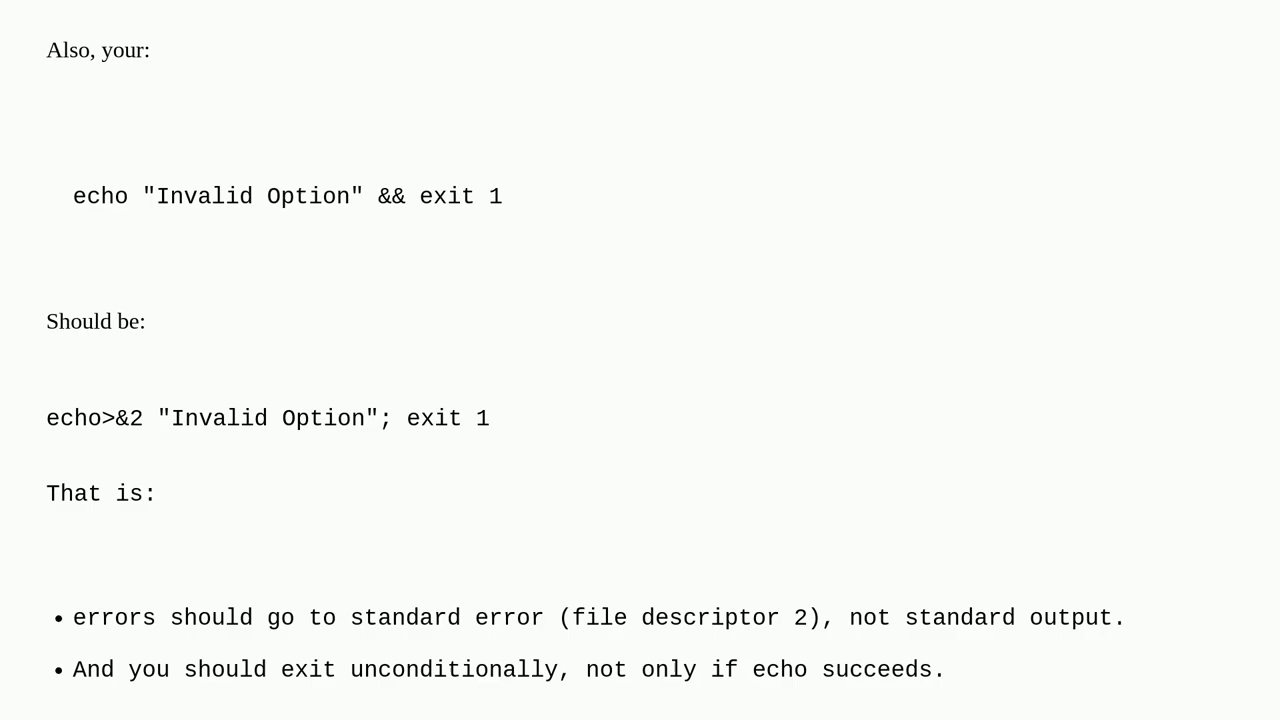 Also, your:
echo "Invalid Option" && exit 1
Should be:
echo>&2 "Invalid Option"; exit 1
That is:
• errors should go to standard error (file descriptor 2), not standard output.
• And you should exit unconditionally, not only if echo succeeds.